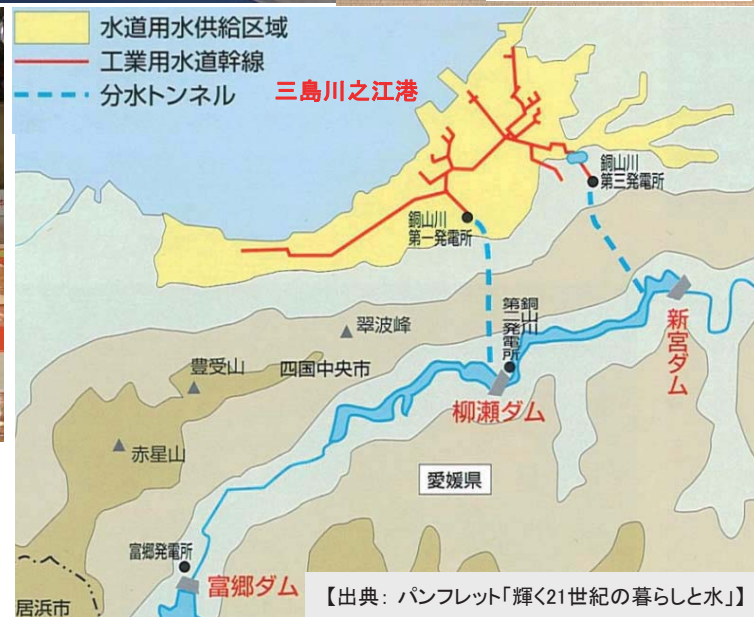 水道用水供給区域
工業用水道幹線
分水トンネル
三島川之江港
銅山川
第三発電所
銅山川
第一発電所
銅山川
第二発電所
新宮ダム
翠波峰
豊受山
四国中央市
柳瀬ダム
赤星山
愛媛県
富郷発電所
富郷ダム
居浜市
【出典: パンフレット「輝く21世紀の暮らしと水」】